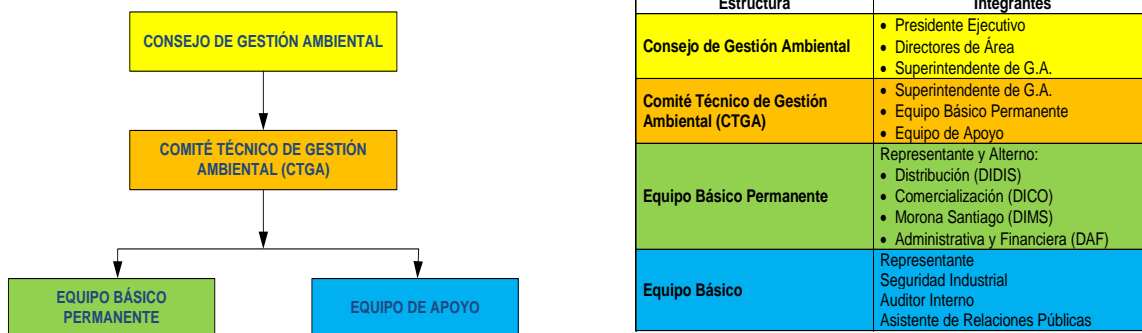 CONSEJO DE GESTIÓN AMBIENTAL
COMITÉ TÉCNICO DE GESTIÓN
AMBIENTAL (CTGA)
EQUIPO BÁSICO
PERMANENTE
EQUIPO DE APOYO
Estructura
Integrantes
Consejo de Gestión Ambiental
• Presidente Ejecutivo
• Directores de Área
• Superintendente de G.A.
Comité Técnico de Gestión
Ambiental (CTGA)
• Superintendente de G.A.
• Equipo Básico Permanente
• Equipo de Apoyo
Equipo Básico Permanente
Representante y Alterno:
• Distribución (DIDIS)
• Comercialización (DICO)
• Morona Santiago (DIMS)
• Administrativa y Financiera (DAF)
Equipo Básico
Representante
Seguridad Industrial
Auditor Interno
Asistente de Relaciones Públicas